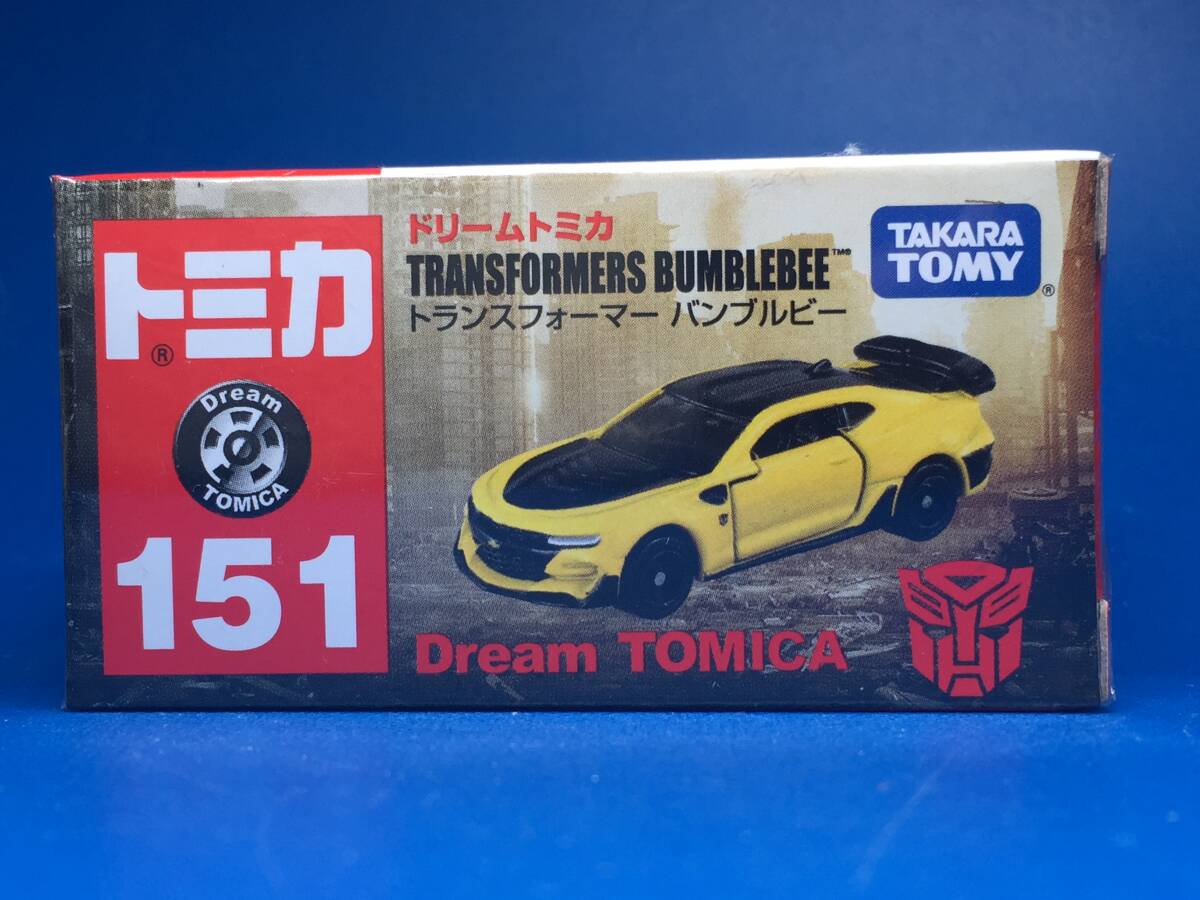 トミカ®
Dream
TOMICA
151
ドリームトミカ
TRANSFORMERS BUMBLEBEE™®
トランスフォーマー バンブルビー
TAKARA
TOMY®
Dream TOMICA